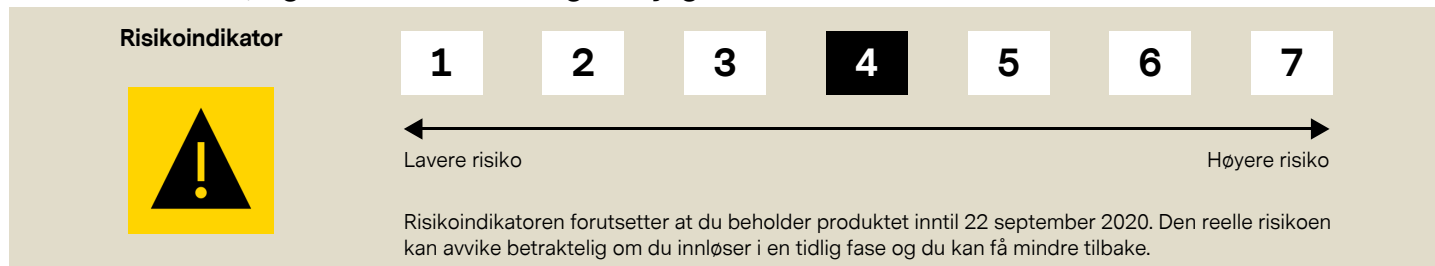 Risikoindikator
1 2 3 4 5 6 7
Lavere risiko Høyere risiko
Risikoindikatoren forutsetter at du beholder produktet inntil 22 september 2020. Den reelle risikoen
kan avvike betraktelig om du innløser i en tidlig fase og du kan få mindre tilbake.